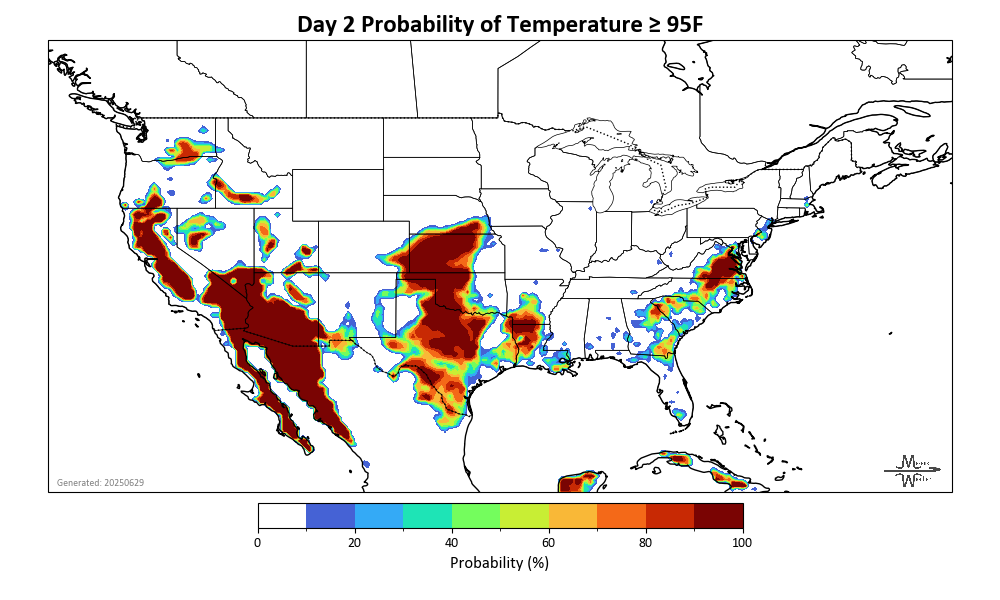 Day 2 Probability of Temperature ≥ 95F
Generated: 20250629
0 20 40 60 80 100
Probability (%)